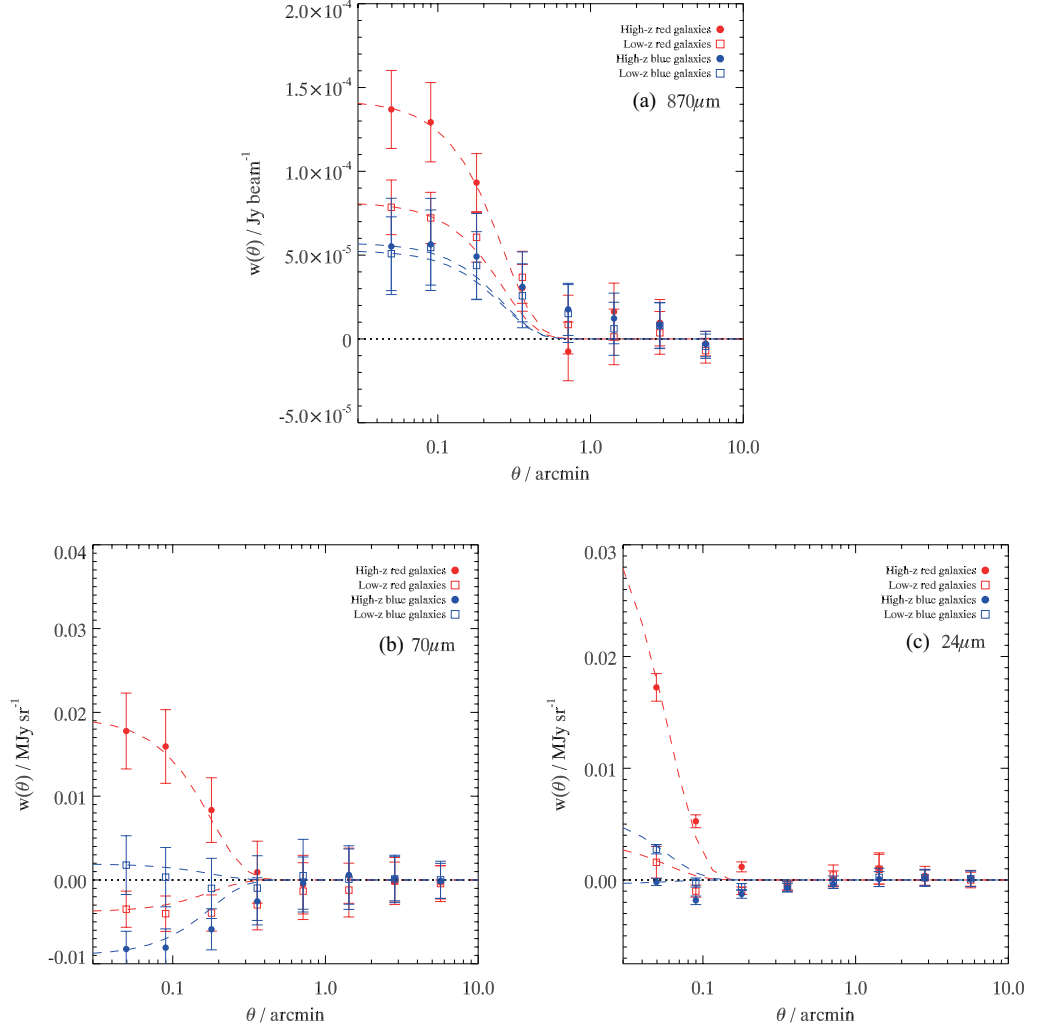 2.0×10⁻⁴
High-z red galaxies
Low-z red galaxies
High-z blue galaxies
Low-z blue galaxies
(a) 870μm
1.5×10⁻⁴
1.0×10⁻⁴
5.0×10⁻⁵
0
-5.0×10⁻⁵
w(θ) / Jy beam⁻¹
0.1 1.0 10.0
θ / arcmin
0.04
High-z red galaxies
Low-z red galaxies
High-z blue galaxies
Low-z blue galaxies
(b) 70μm
0.03
0.02
0.01
0.00
-0.01
w(θ) / MJy sr⁻¹
0.1 1.0 10.0
θ / arcmin
0.03
High-z red galaxies
Low-z red galaxies
High-z blue galaxies
Low-z blue galaxies
(c) 24μm
0.02
0.01
0.00
w(θ) / MJy sr⁻¹
0.1 1.0 10.0
θ / arcmin